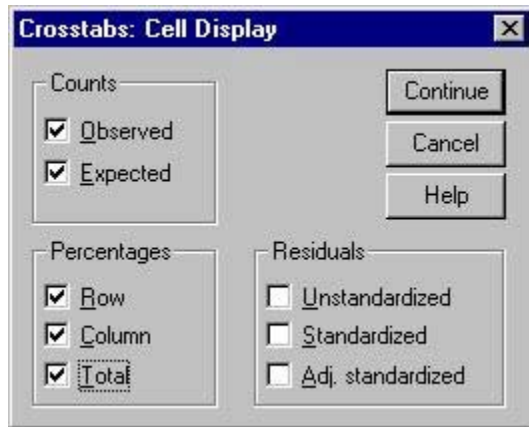 Crosstabs: Cell Display
Counts
Observed
Expected
Continue
Cancel
Help
Percentages
Row
Column
Total
Residuals
Unstandardized
Standardized
Adj. standardized